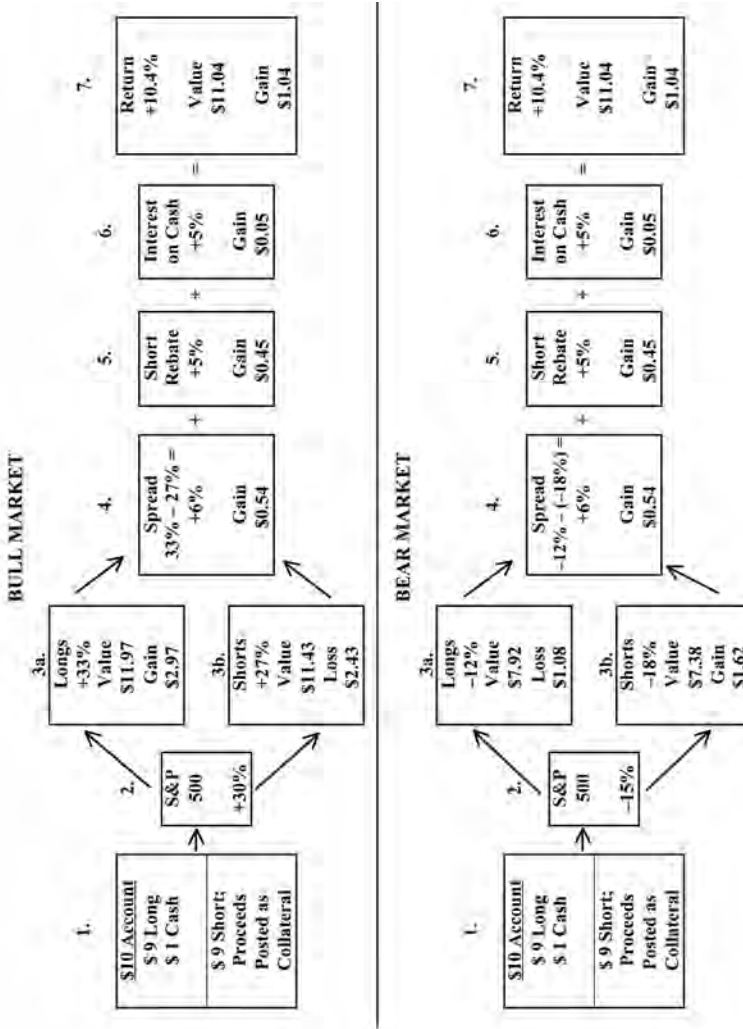 BULL MARKET
1.
$10 Account
$ 9 Long
$ 1 Cash
$ 9 Short;
Proceeds
Posted as
Collateral
2.
S&P
500
+30%
3a.
Longs
+33%
Value
$11.97
Gain
$2.97
3b.
Shorts
+27%
Value
$11.43
Loss
$2.43
4.
Spread
33% – 27% =
+6%
Gain
$0.54
+
5.
Short
Rebate
+5%
Gain
$0.45
+
6.
Interest
on Cash
+5%
Gain
$0.05
=
7.
Return
+10.4%
Value
$11.04
Gain
$1.04
BEAR MARKET
1.
$10 Account
$ 9 Long
$ 1 Cash
$ 9 Short;
Proceeds
Posted as
Collateral
2.
S&P
500
–15%
3a.
Longs
–12%
Value
$7.92
Loss
$1.08
3b.
Shorts
–18%
Value
$7.38
Gain
$1.62
4.
Spread
–12% – (–18%) =
+6%
Gain
$0.54
+
5.
Short
Rebate
+5%
Gain
$0.45
+
6.
Interest
on Cash
+5%
Gain
$0.05
=
7.
Return
+10.4%
Value
$11.04
Gain
$1.04